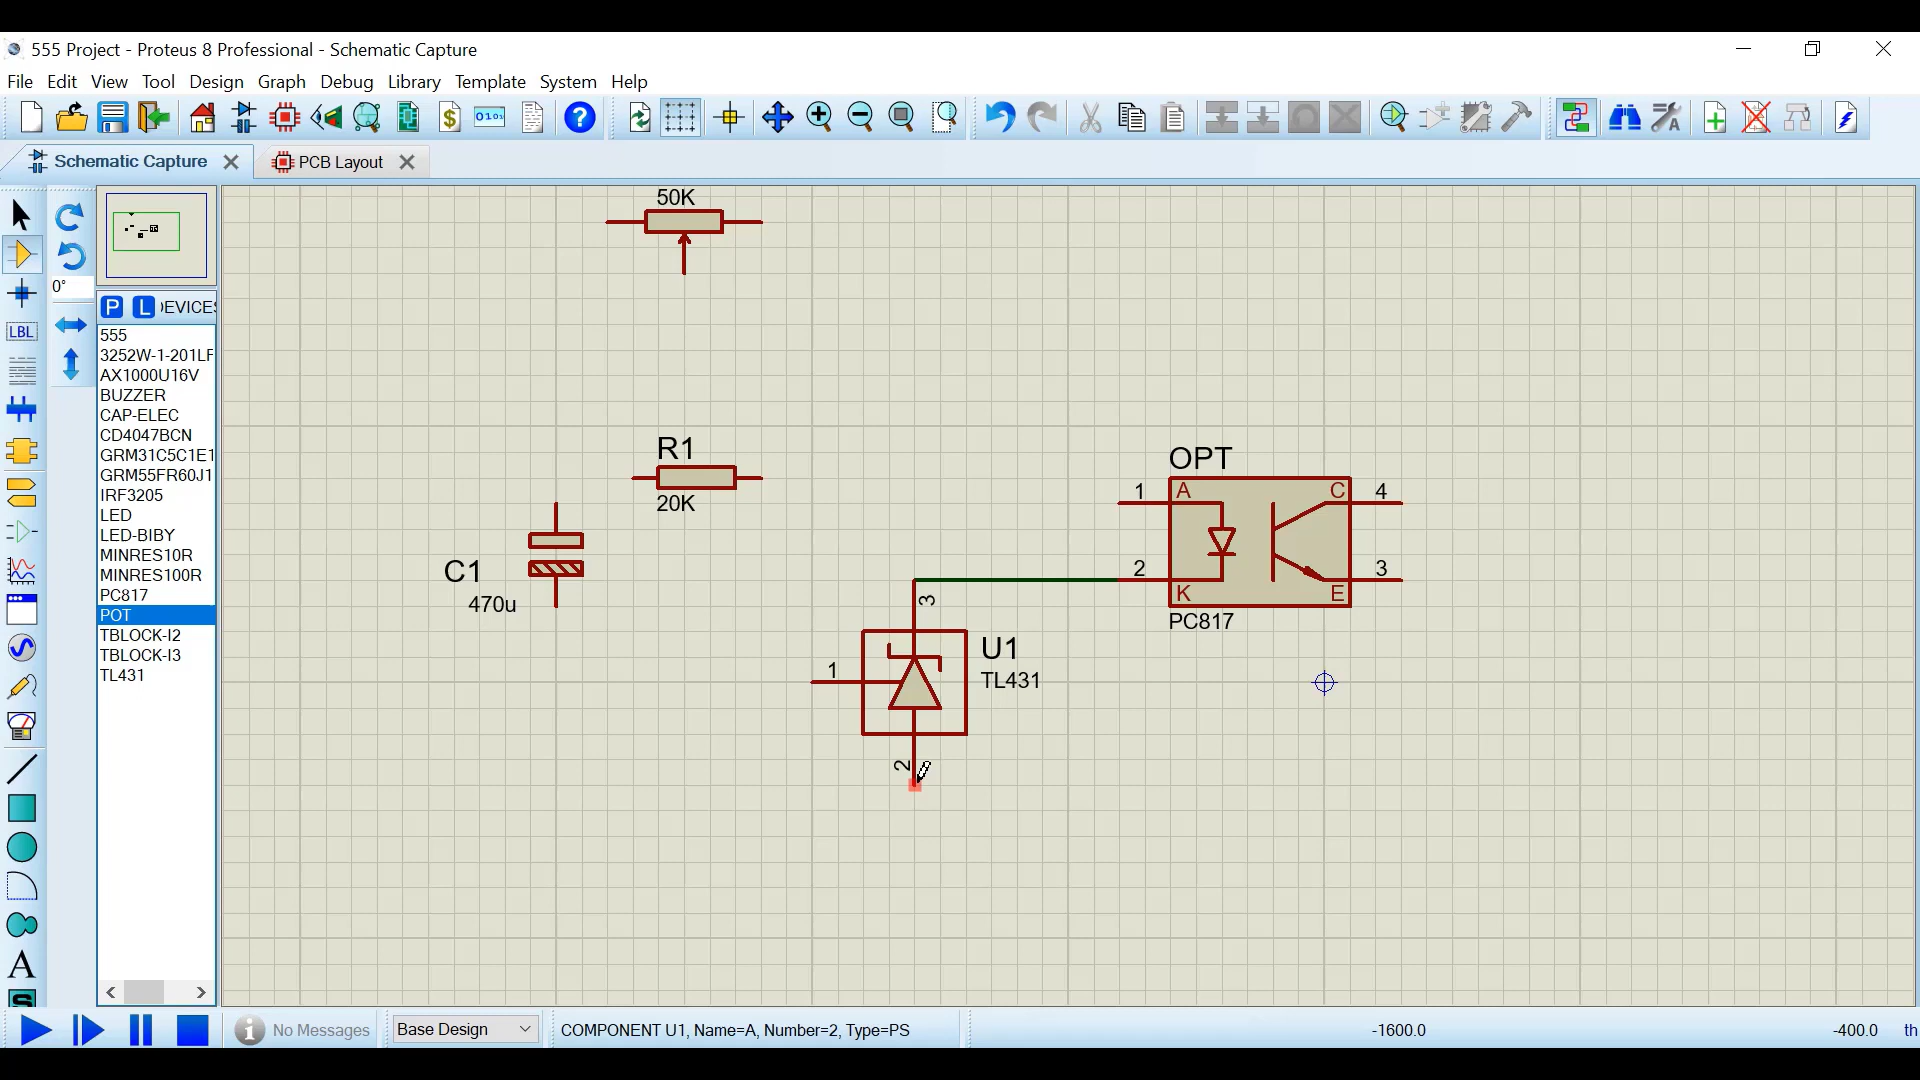 555 Project - Proteus 8 Professional - Schematic Capture
File Edit View Tool Design Graph Debug Library Template System Help
$ 0101 ?
Schematic Capture
PCB Layout
50K
0°
P L DEVICES
LBL
555
3252W-1-201LF
AX1000U16V
BUZZER
CAP-ELEC
CD4047BCN
GRM31C5C1E1
GRM55FR60J1
IRF3205
LED
LED-BIBY
MINRES10R
MINRES100R
PC817
POT
TBLOCK-I2
TBLOCK-I3
TL431
A
S
R1
20K
C1
470u
OPT
1 A C 4
2 K E 3
PC817
3
1
2
U1
TL431
No Messages
Base Design
COMPONENT U1, Name=A, Number=2, Type=PS
-1600.0
-400.0
th